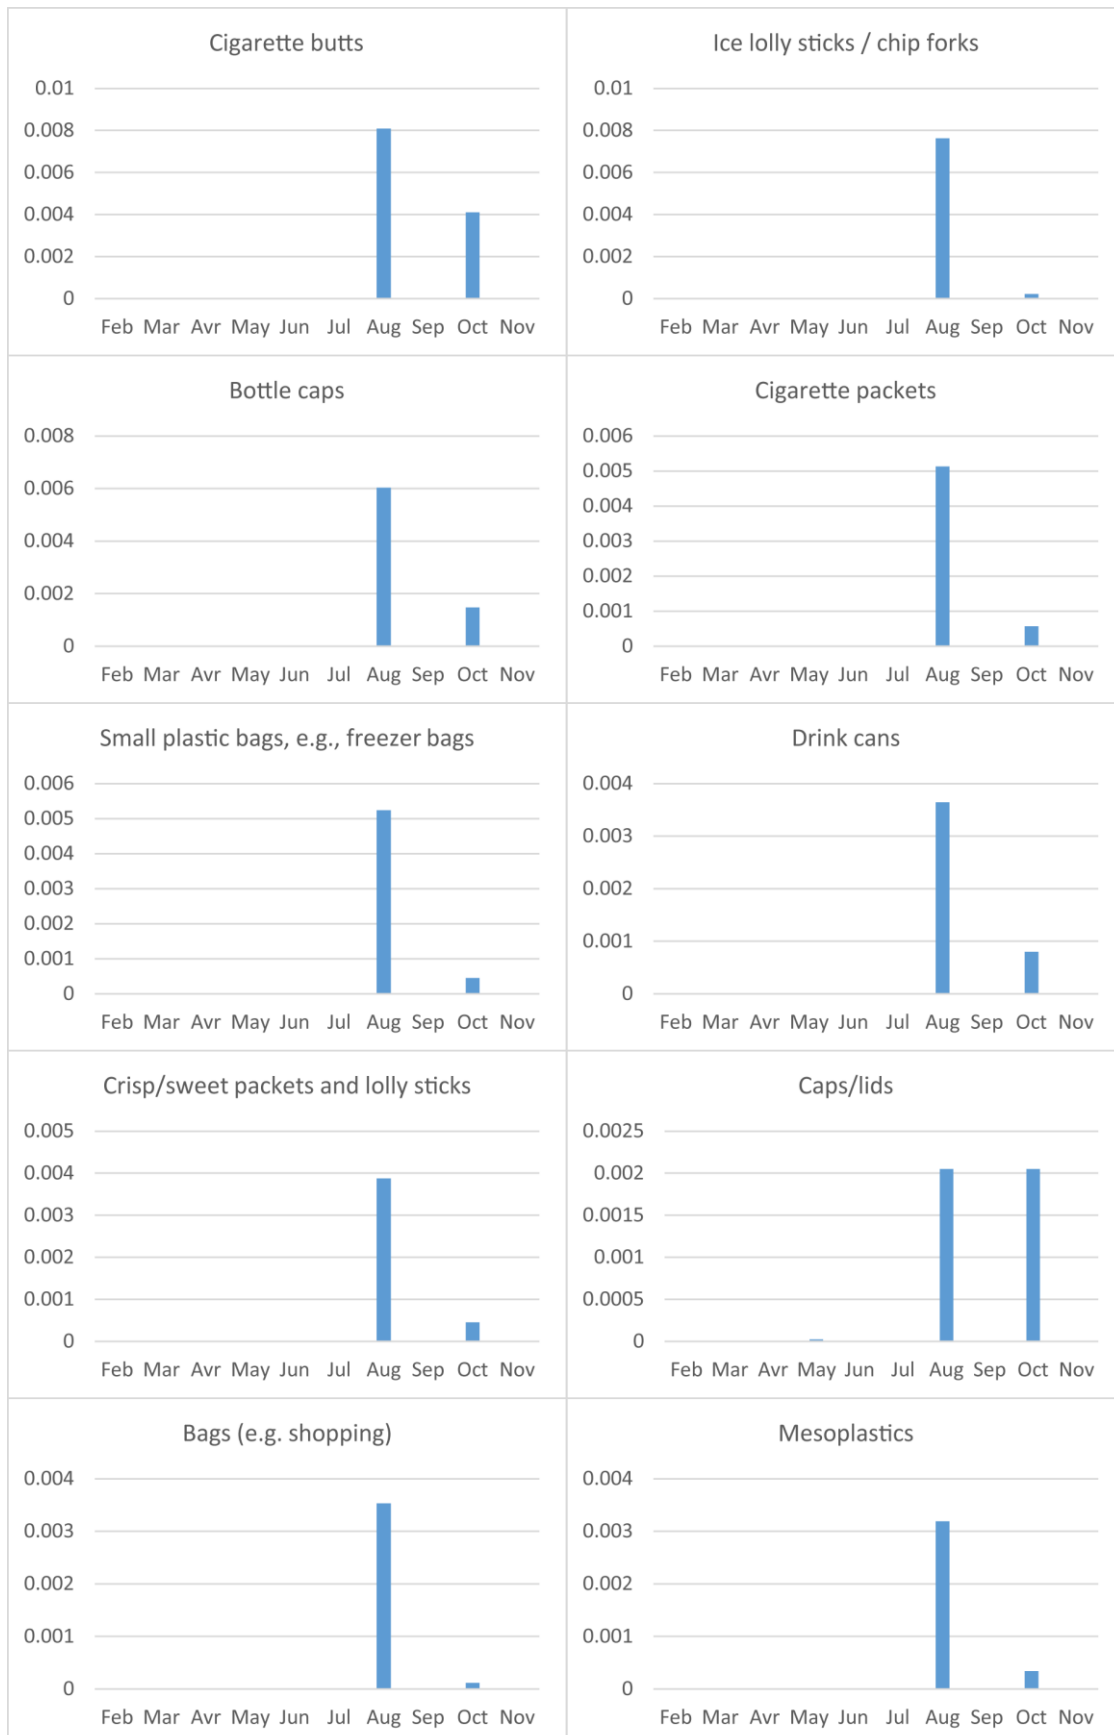 Cigarette butts
0.01
0.008
0.006
0.004
0.002
0
Feb Mar Avr May Jun Jul Aug Sep Oct Nov
Ice lolly sticks / chip forks
0.01
0.008
0.006
0.004
0.002
0
Feb Mar Avr May Jun Jul Aug Sep Oct Nov
Bottle caps
0.008
0.006
0.004
0.002
0
Feb Mar Avr May Jun Jul Aug Sep Oct Nov
Cigarette packets
0.006
0.005
0.004
0.003
0.002
0.001
0
Feb Mar Avr May Jun Jul Aug Sep Oct Nov
Small plastic bags, e.g., freezer bags
0.006
0.005
0.004
0.003
0.002
0.001
0
Feb Mar Avr May Jun Jul Aug Sep Oct Nov
Drink cans
0.004
0.003
0.002
0.001
0
Feb Mar Avr May Jun Jul Aug Sep Oct Nov
Crisp/sweet packets and lolly sticks
0.005
0.004
0.003
0.002
0.001
0
Feb Mar Avr May Jun Jul Aug Sep Oct Nov
Caps/lids
0.0025
0.002
0.0015
0.001
0.0005
0
Feb Mar Avr May Jun Jul Aug Sep Oct Nov
Bags (e.g. shopping)
0.004
0.003
0.002
0.001
0
Feb Mar Avr May Jun Jul Aug Sep Oct Nov
Mesoplastics
0.004
0.003
0.002
0.001
0
Feb Mar Avr May Jun Jul Aug Sep Oct Nov